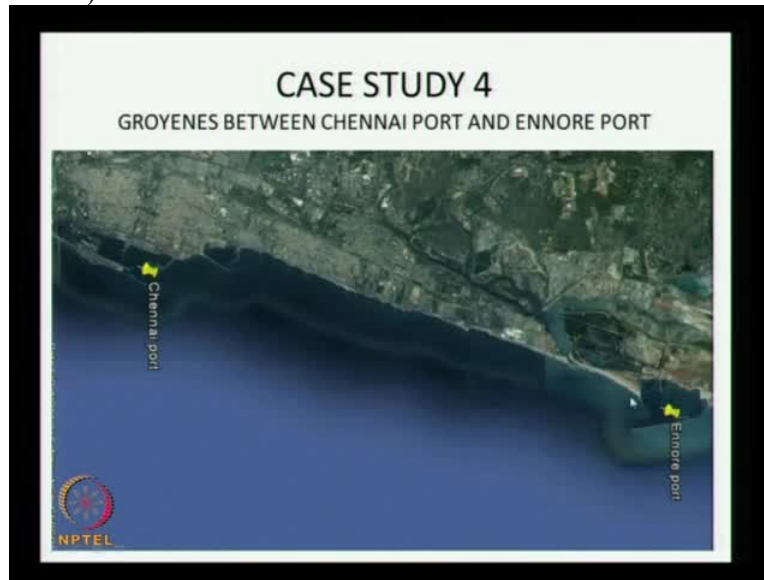 CASE STUDY 4
GROYENES BETWEEN CHENNAI PORT AND ENNORE PORT
Chennai port
Ennore port
NPTEL